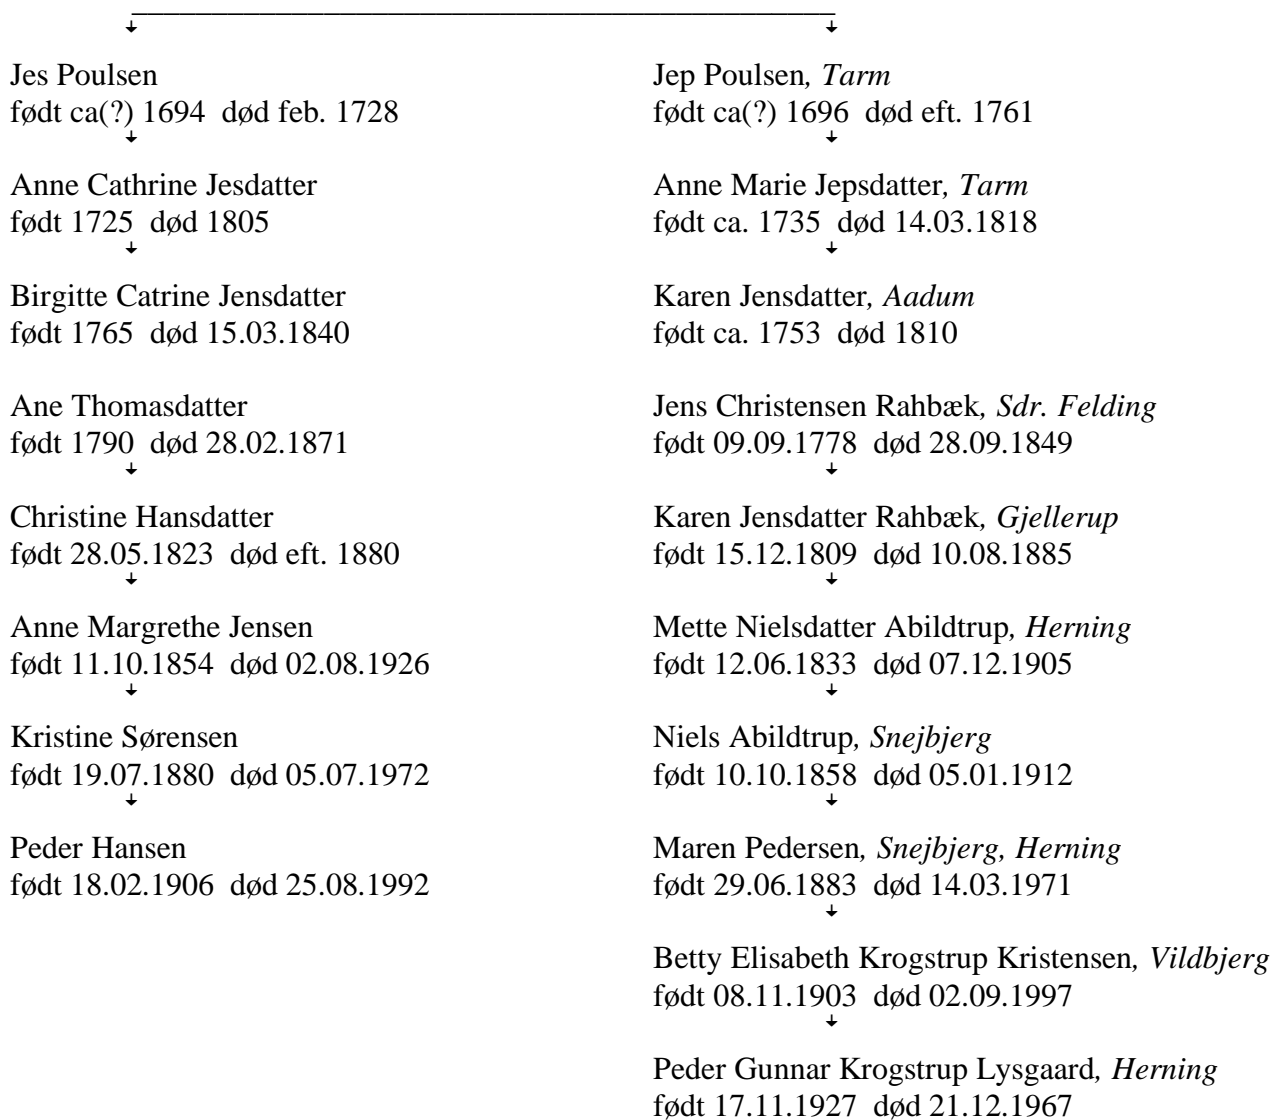 Jes Poulsen
født ca(?) 1694 død feb. 1728
Anne Cathrine Jesdatter
født 1725 død 1805
Birgitte Catrine Jensdatter
født 1765 død 15.03.1840
Ane Thomasdatter
født 1790 død 28.02.1871
Christine Hansdatter
født 28.05.1823 død eft. 1880
Anne Margrethe Jensen
født 11.10.1854 død 02.08.1926
Kristine Sørensen
født 19.07.1880 død 05.07.1972
Peder Hansen
født 18.02.1906 død 25.08.1992
Jep Poulsen, Tarm
født ca(?) 1696 død eft. 1761
Anne Marie Jepsdatter, Tarm
født ca. 1735 død 14.03.1818
Karen Jensdatter, Aadum
født ca. 1753 død 1810
Jens Christensen Rahbæk, Sdr. Felding
født 09.09.1778 død 28.09.1849
Karen Jensdatter Rahbæk, Gjellerup
født 15.12.1809 død 10.08.1885
Mette Nielsdatter Abildtrup, Herning
født 12.06.1833 død 07.12.1905
Niels Abildtrup, Snejbjerg
født 10.10.1858 død 05.01.1912
Maren Pedersen, Snejbjerg, Herning
født 29.06.1883 død 14.03.1971
Betty Elisabeth Krogstrup Kristensen, Vildbjerg
født 08.11.1903 død 02.09.1997
Peder Gunnar Krogstrup Lysgaard, Herning
født 17.11.1927 død 21.12.1967